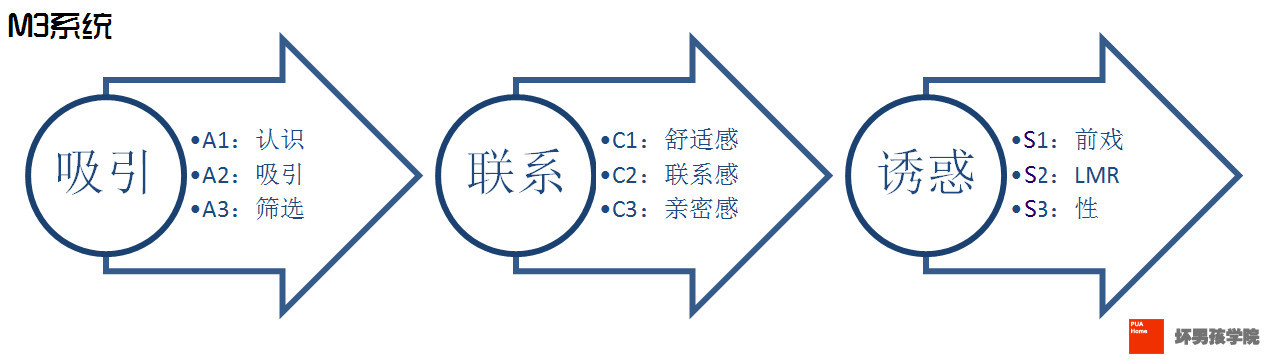 M3系统
吸引
•A1：认识
•A2：吸引
•A3：筛选
联系
•C1：舒适感
•C2：联系感
•C3：亲密感
诱惑
•S1：前戏
•S2：LMR
•S3：性
PUA
Home
坏男孩学院